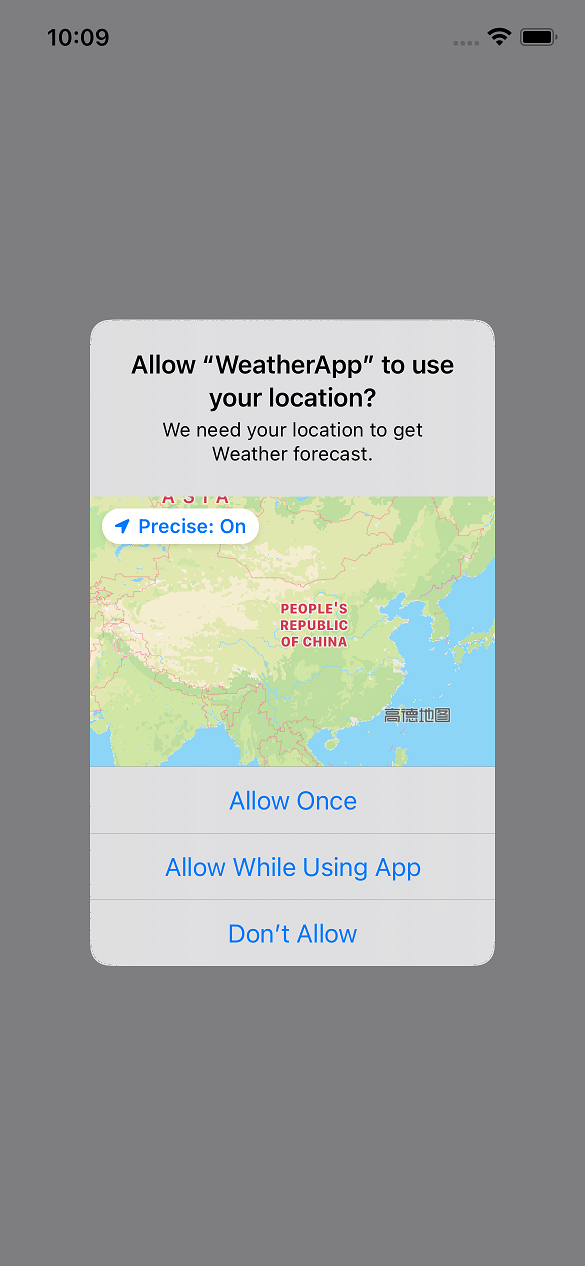 10:09
Allow “WeatherApp” to use
your location?
We need your location to get
Weather forecast.
ASIA
Precise: On
PEOPLE'S
REPUBLIC
OF CHINA
高德地图
Allow Once
Allow While Using App
Don’t Allow